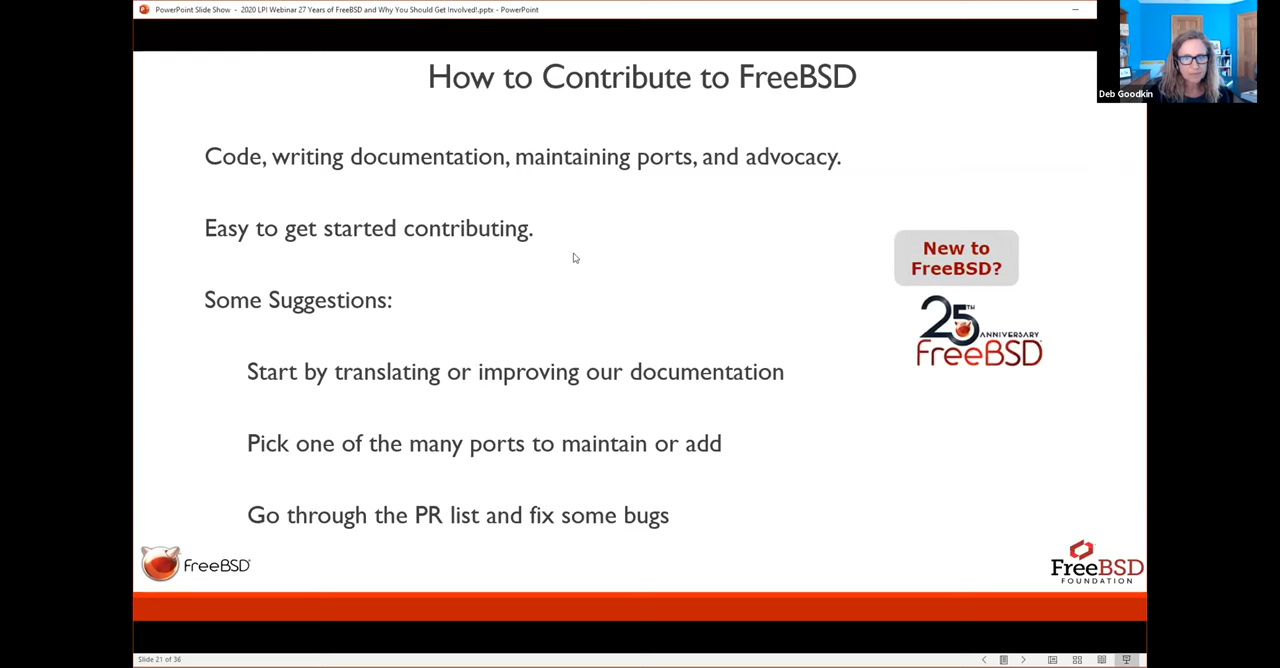 PowerPoint Slide Show - 2020 LPI Webinar 27 Years of FreeBSD and Why You Should Get Involved!.pptx - PowerPoint
Deb Goodkin
How to Contribute to FreeBSD
Code, writing documentation, maintaining ports, and advocacy.
Easy to get started contributing.
New to
FreeBSD?
Some Suggestions:
25TH
ANNIVERSARY
FreeBSD
Start by translating or improving our documentation
Pick one of the many ports to maintain or add
Go through the PR list and fix some bugs
FreeBSD
FreeBSD
FOUNDATION
Slide 21 of 36